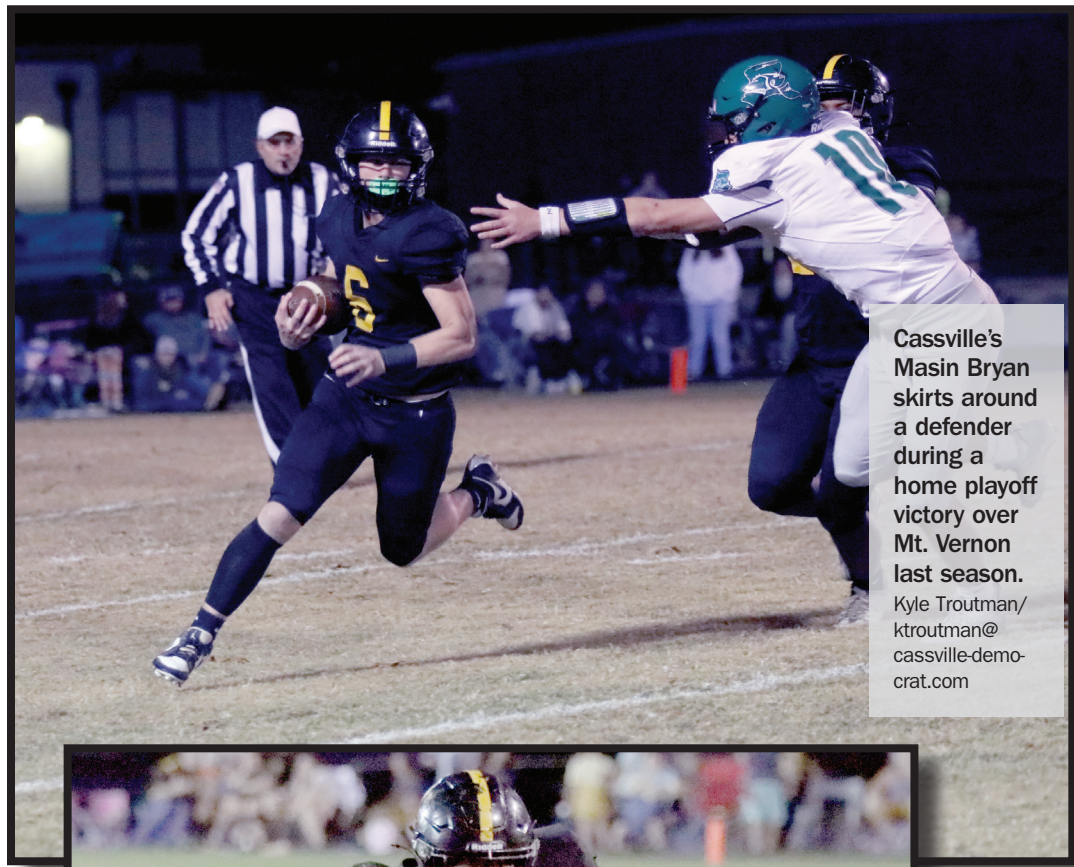 Riddell
6
10
Cassville's
Masin Bryan
skirts around
a defender
during a
home playoff
victory over
Mt. Vernon
last season.
Kyle Troutman/
ktroutman@
cassville-demo-
crat.com
Riddell